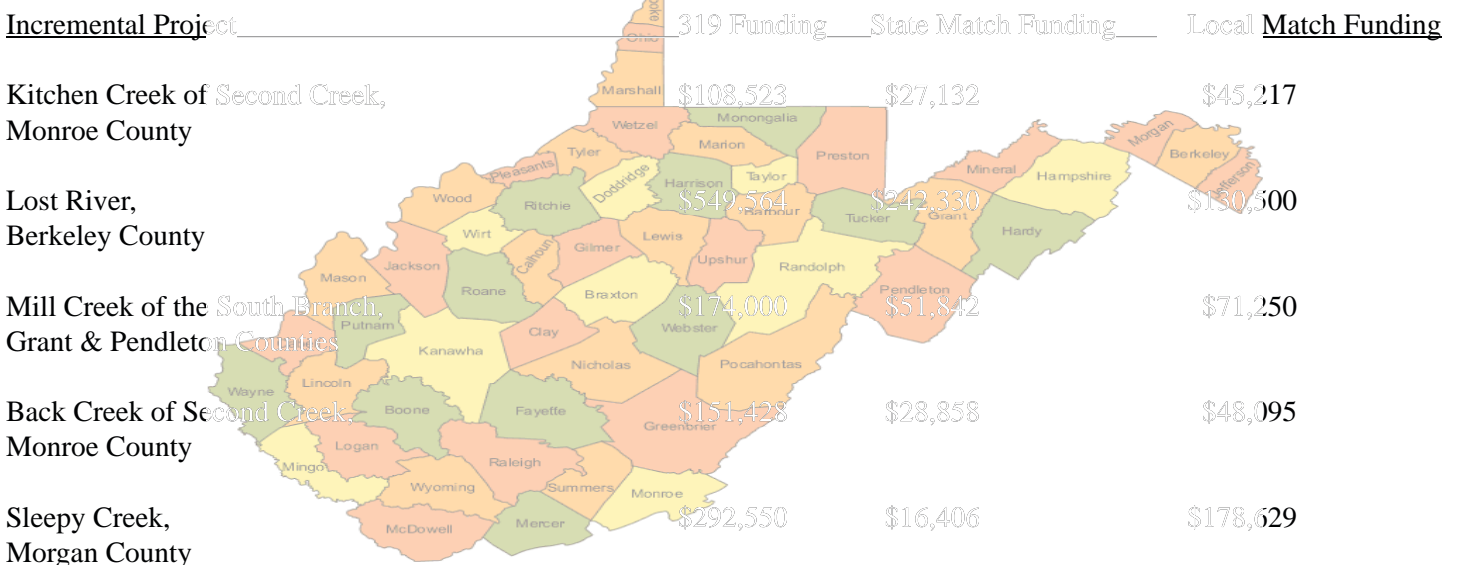 Incremental Project 319 Funding State Match Funding Local Match Funding
Kitchen Creek of Second Creek, $108,523 $27,132 $45,217
Monroe County
Lost River, $549,564 $242,330 $130,500
Berkeley County
Mill Creek of the South Branch, $174,000 $51,842 $71,250
Grant & Pendleton Counties
Back Creek of Second Creek, $151,428 $28,858 $48,095
Monroe County
Sleepy Creek, $292,550 $16,406 $178,629
Morgan County
oke
Ohio
Marshall
Wetzel
Monongalia
Marion
Preston
Tyler
Pleasants
Doddridge
Harrison
Taylor
Mineral
Hampshire
Morgan
Berkeley
Jefferson
Wood
Ritchie
Barbour
Tucker
Grant
Hardy
Wirt
Calhoun
Gilmer
Lewis
Upshur
Randolph
Mason
Jackson
Roane
Braxton
Pendleton
Putnam
Clay
Webster
Kanawha
Nicholas
Pocahontas
Wayne
Lincoln
Boone
Fayette
Greenbrier
Logan
Raleigh
Mingo
Wyoming
Summers
Monroe
McDowell
Mercer